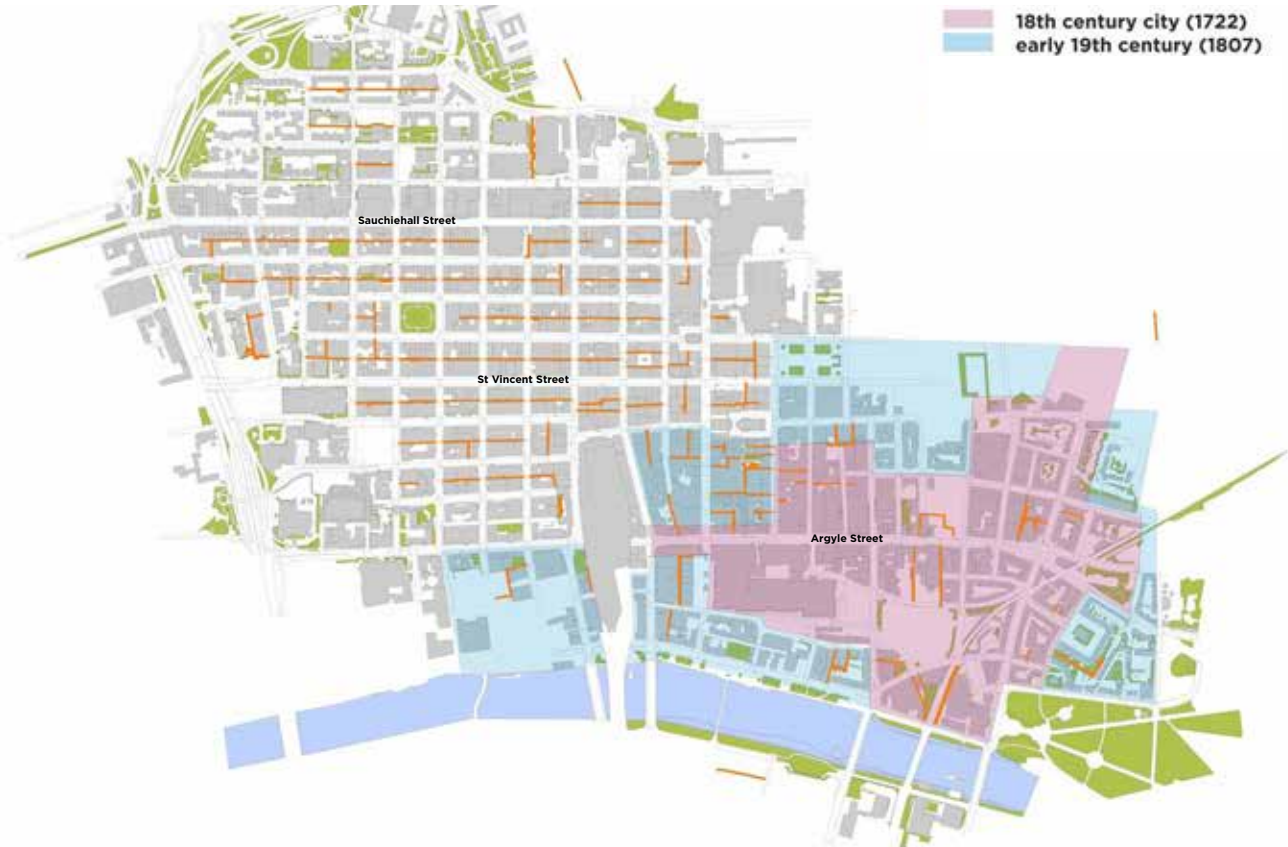 18th century city (1722)
early 19th century (1807)
Sauchiehall Street
St Vincent Street
Argyle Street